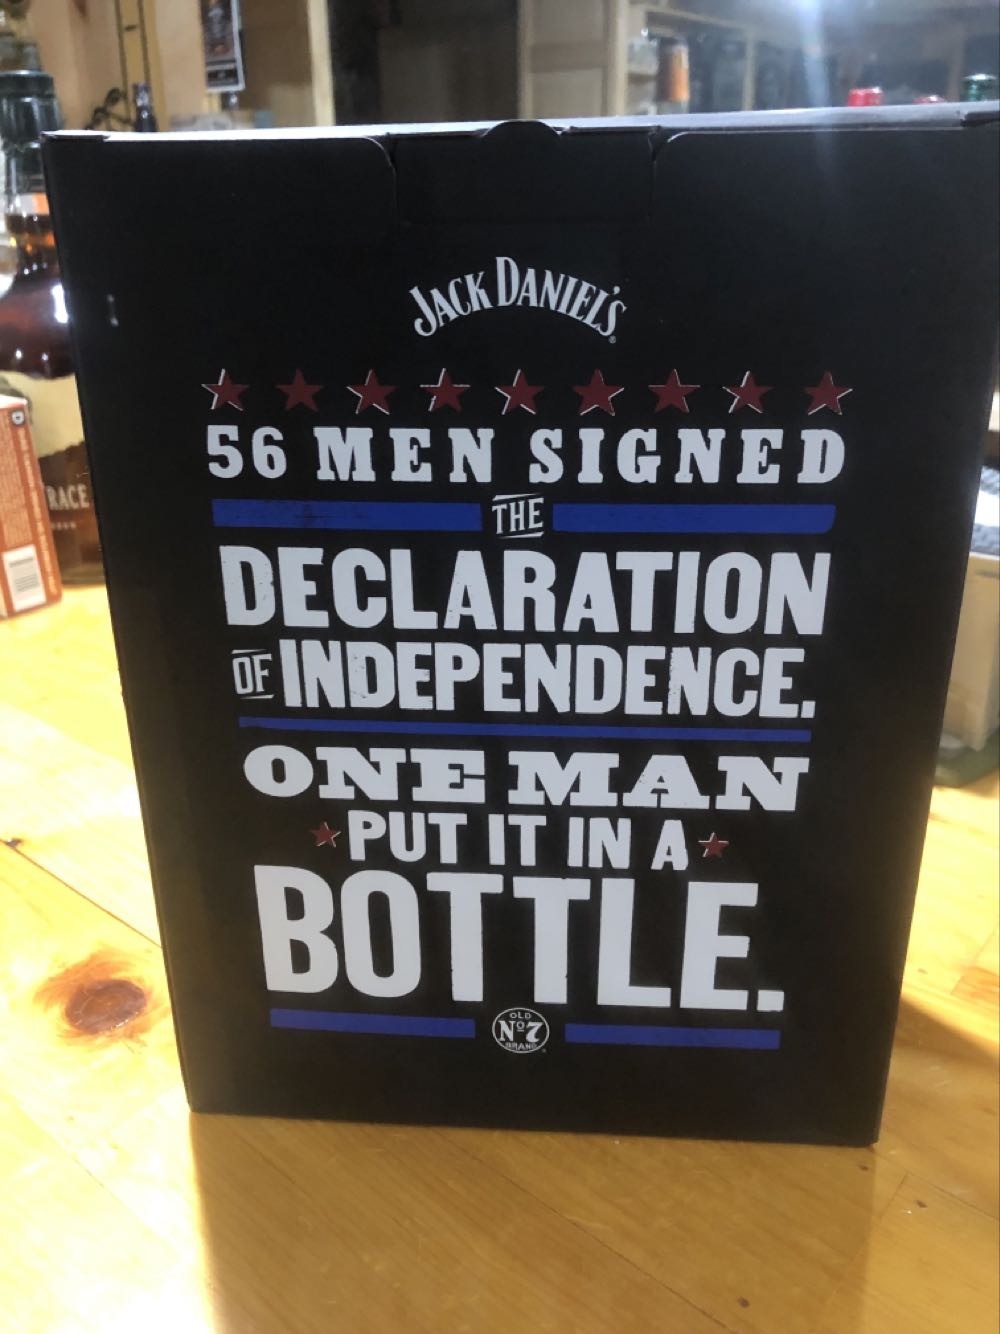 JACK DANIEL'S
56 MEN SIGNED
THE
DECLARATION
OF INDEPENDENCE.
ONE MAN
PUT IT IN A
BOTTLE.
OLD
Nº7
BRAND
RACE